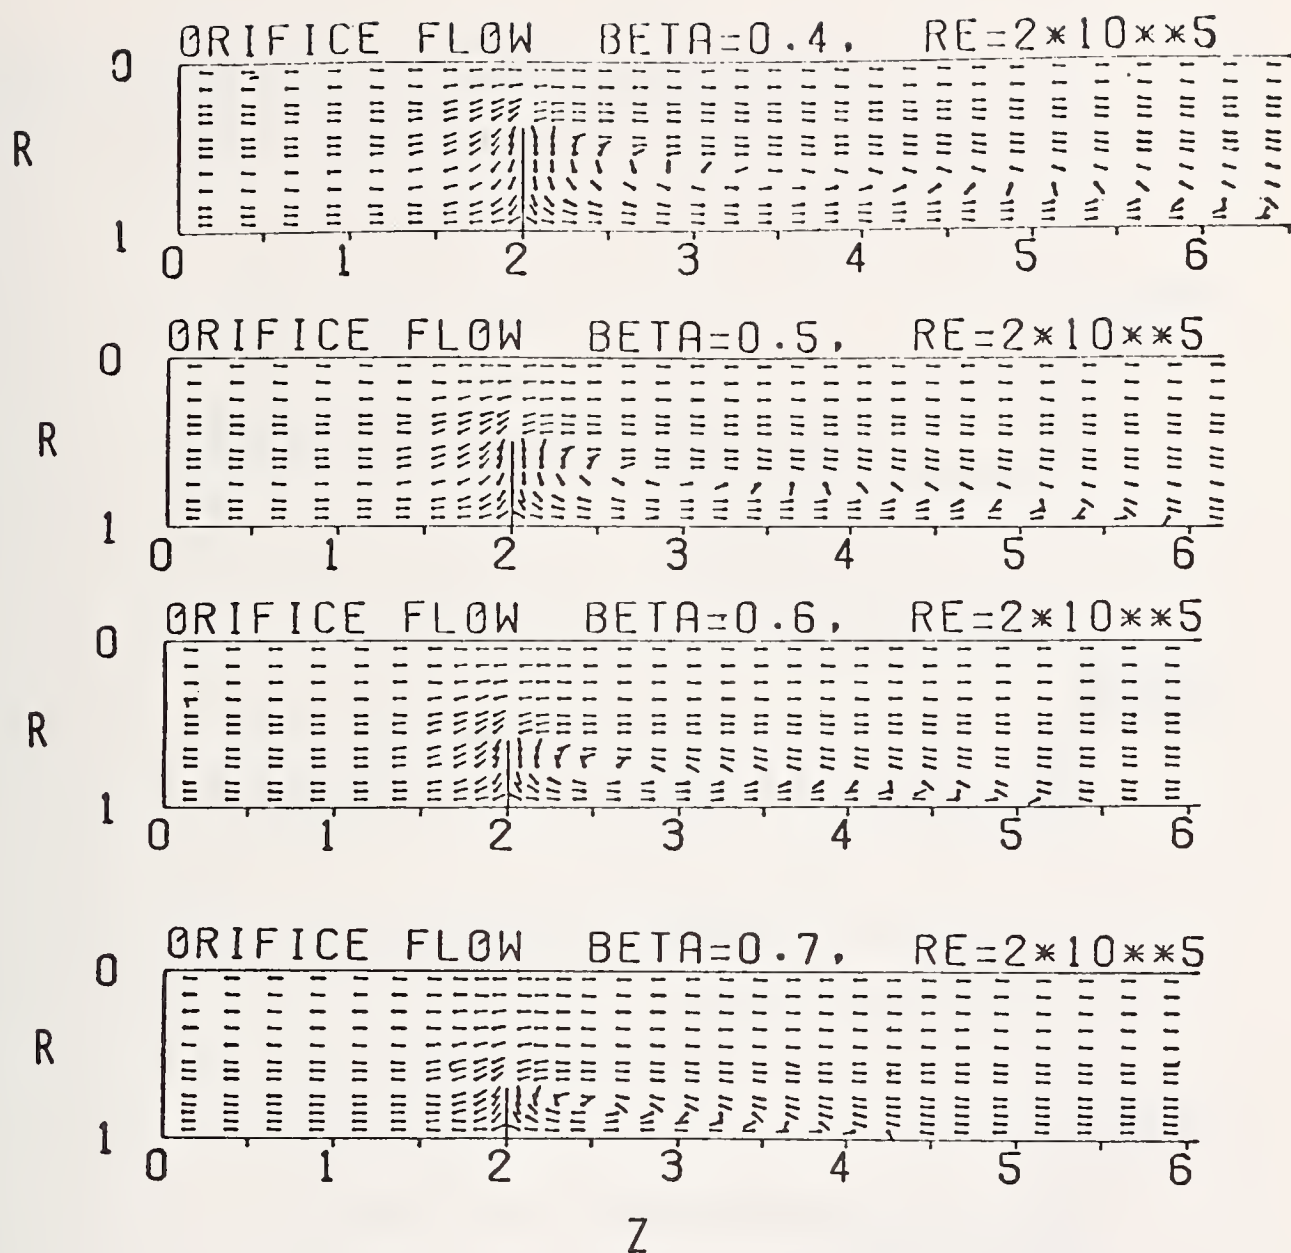 ORIFICE FLOW BETA=0.4, RE=2*10**5
0
R
1
0 1 2 3 4 5 6
ORIFICE FLOW BETA=0.5, RE=2*10**5
0
R
1
0 1 2 3 4 5 6
ORIFICE FLOW BETA=0.6, RE=2*10**5
0
R
1
0 1 2 3 4 5 6
ORIFICE FLOW BETA=0.7, RE=2*10**5
0
R
1
0 1 2 3 4 5 6
Z